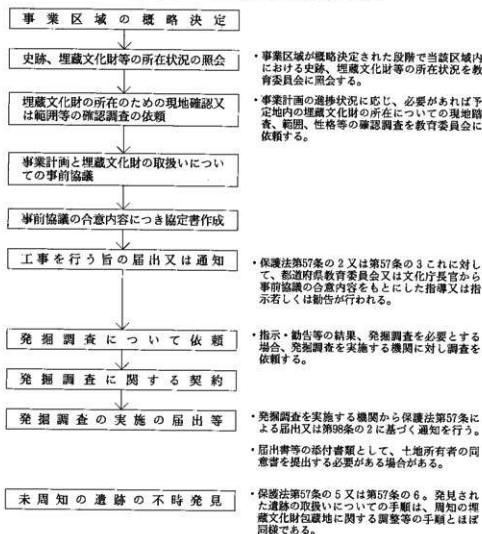 事業区域の概略決定
史跡、埋蔵文化財等の所在状況の照会
・事業区域が概略決定された段階で当該区域内
における史跡、埋蔵文化財等の所在状況を教
育委員会に照会する。
埋蔵文化財の所在のための現地確認又
は範囲等の確認調査の依頼
・事業計画の進捗状況に応じ、必要があれば予
定地内の埋蔵文化財の所在についての現地踏
査、範囲、性格等の確認調査を教育委員会に
依頼する。
事業計画と埋蔵文化財の取扱いについ
ての事前協議
事前協議の合意内容につき協定書作成
工事を行う旨の届出又は通知
・保護法第57条の2又は第57条の3これに対し
て、都道府県教育委員会又は文化庁長官から
事前協議の合意内容をもとにした指導又は指
示若しくは勧告が行われる。
発掘調査について依頼
・指示・勧告等の結果、発掘調査を必要とする
場合、発掘調査を実施する機関に対し調査を
依頼する。
発掘調査に関する契約
発掘調査の実施の届出等
・発掘調査を実施する機関から保護法第57条に
よる届出又は第98条の2に基づく通知を行う。
・届出書等の添付書類として、土地所有者の同
意書を提出する必要がある場合がある。
未周知の遺跡の不時発見
・保護法第57条の5又は第57条の6。発見され
た遺跡の取扱いについての手順は、周知の埋
蔵文化財包蔵地に関する調整等の手順とほぼ
同様である。